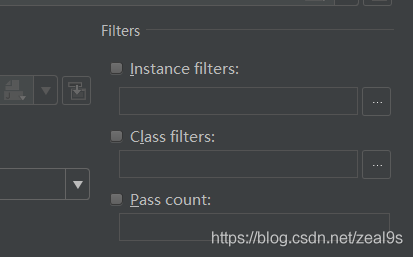 Filters
Instance filters:
...
Class filters:
...
Pass count:
https://blog.csdn.net/zeal9s